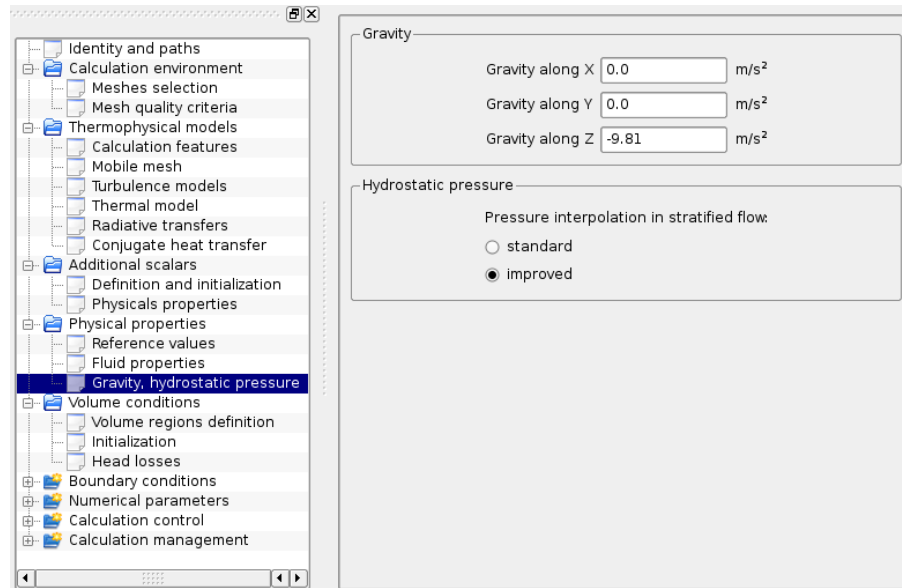 Identity and paths
Calculation environment
Meshes selection
Mesh quality criteria
Thermophysical models
Calculation features
Mobile mesh
Turbulence models
Thermal model
Radiative transfers
Conjugate heat transfer
Additional scalars
Definition and initialization
Physicals properties
Physical properties
Reference values
Fluid properties
Gravity, hydrostatic pressure
Volume conditions
Volume regions definition
Initialization
Head losses
Boundary conditions
Numerical parameters
Calculation control
Calculation management
Gravity
Gravity along X 0.0 m/s²
Gravity along Y 0.0 m/s²
Gravity along Z -9.81 m/s²
Hydrostatic pressure
Pressure interpolation in stratified flow:
standard
improved